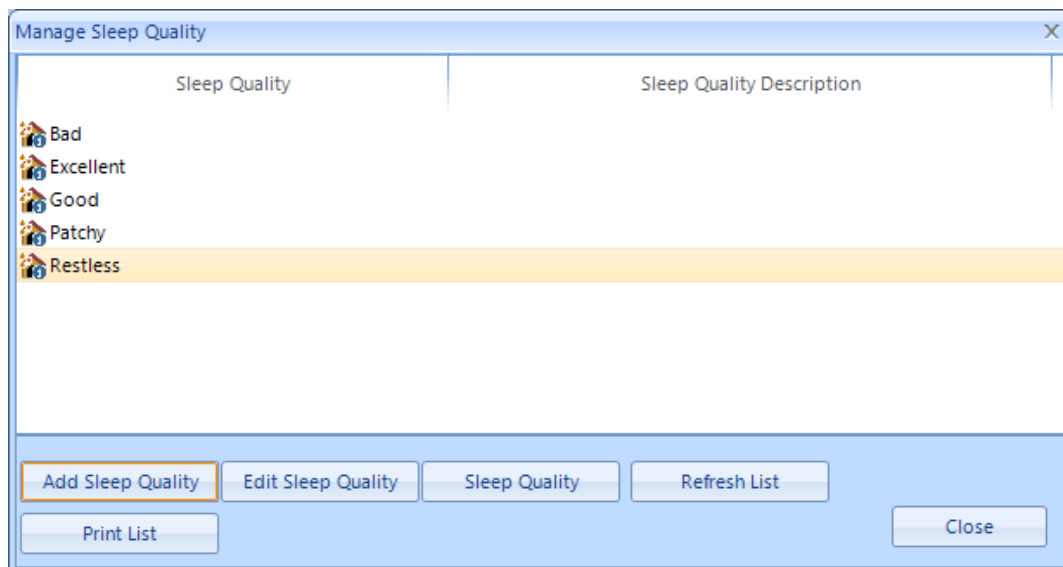 Manage Sleep Quality
Sleep Quality Sleep Quality Description
Bad
Excellent
Good
Patchy
Restless
Add Sleep Quality Edit Sleep Quality Sleep Quality Refresh List
Print List Close